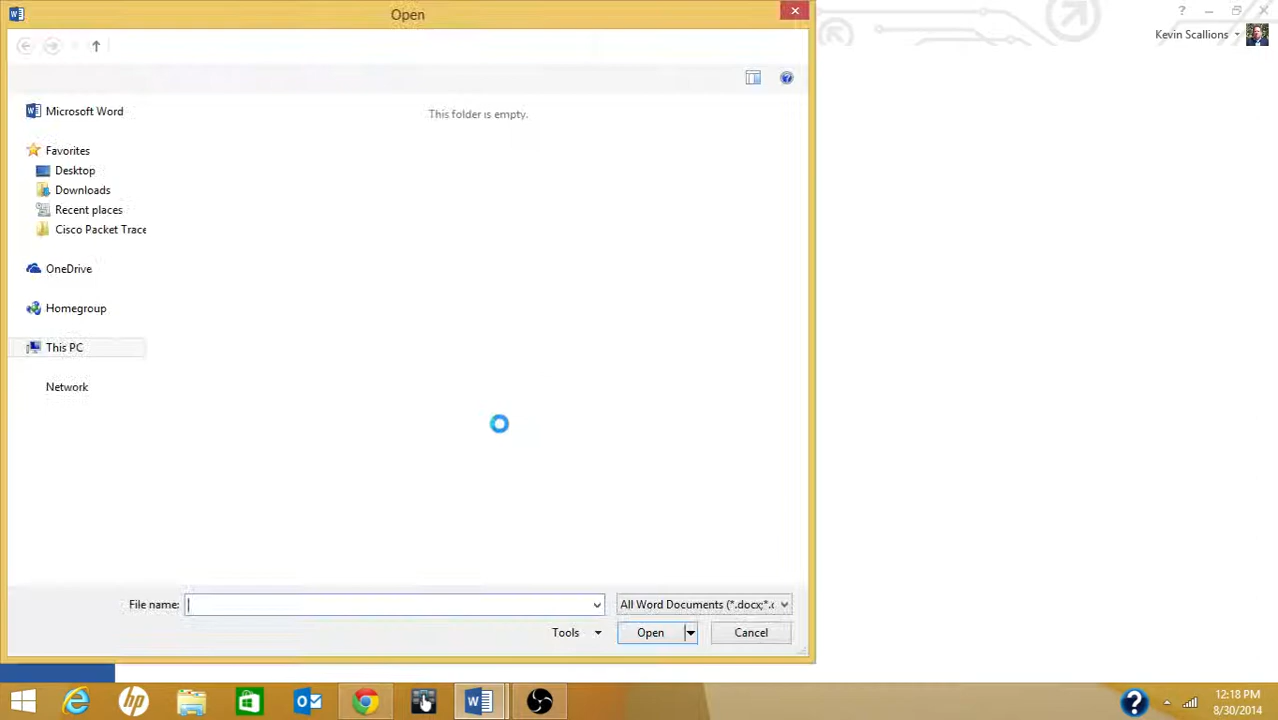 Open
?
Kevin Scallions
Microsoft Word
This folder is empty.
Favorites
Desktop
Downloads
Recent places
Cisco Packet Trace
OneDrive
Homegroup
This PC
Network
File name:
All Word Documents (*.docx;*.c
Tools
Open
Cancel
12:18 PM
8/30/2014